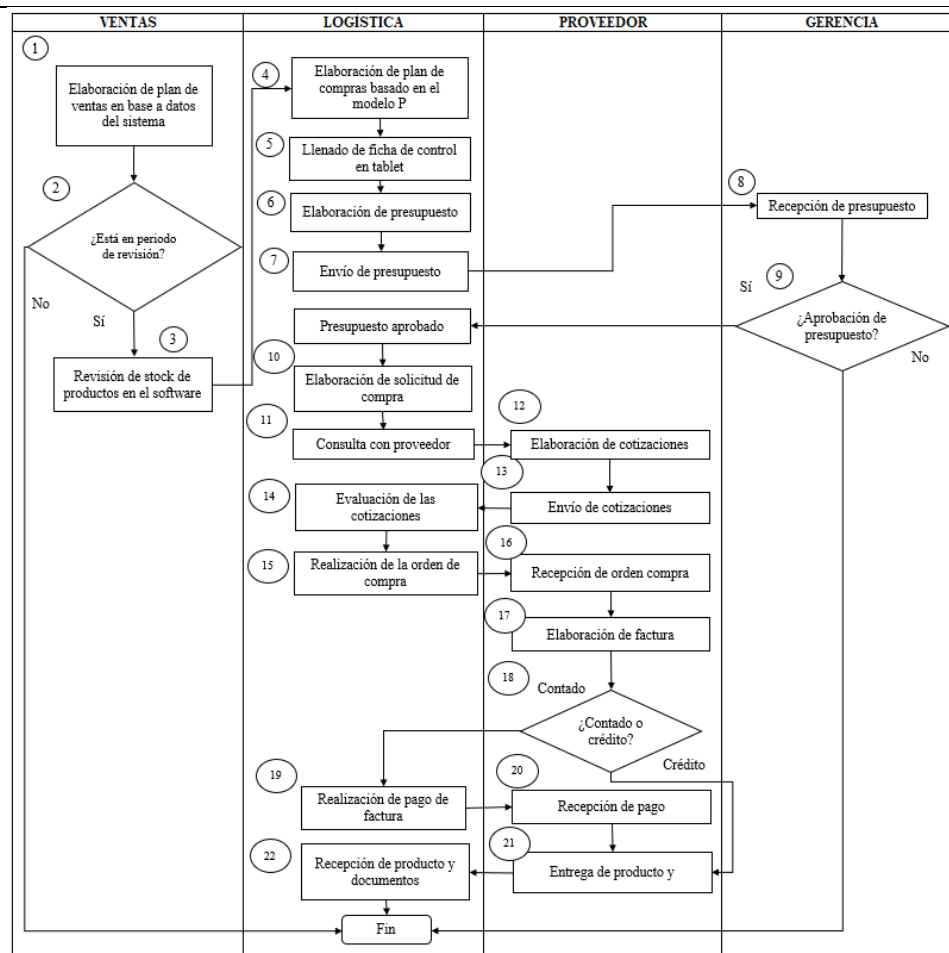 VENTAS
LOGÍSTICA
PROVEEDOR
GERENCIA
1
Elaboración de plan de
ventas en base a datos
del sistema
2
¿Está en periodo
de revisión?
No
Sí
3
Revisión de stock de
productos en el software
4
Elaboración de plan de
compras basado en el
modelo P
5
Llenado de ficha de control
en tablet
6
Elaboración de presupuesto
7
Envío de presupuesto
8
Recepción de presupuesto
9
Sí
¿Aprobación de
presupuesto?
No
Presupuesto aprobado
10
Elaboración de solicitud de
compra
11
Consulta con proveedor
12
Elaboración de cotizaciones
13
Envío de cotizaciones
14
Evaluación de las
cotizaciones
15
Realización de la orden de
compra
16
Recepción de orden compra
17
Elaboración de factura
18
Contado
¿Contado o
crédito?
Crédito
19
Realización de pago de
factura
20
Recepción de pago
21
Entrega de producto y
22
Recepción de producto y
documentos
Fin